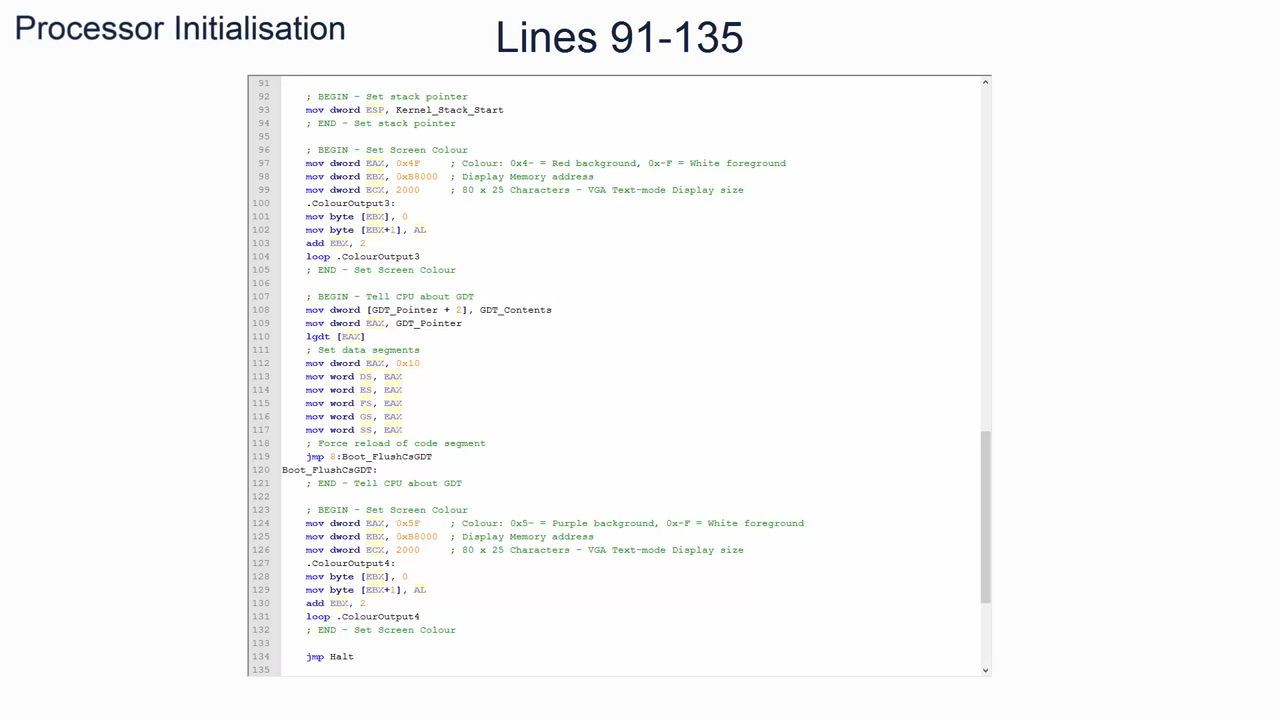 Processor Initialisation
Lines 91-135
91
92 ; BEGIN - Set stack pointer
93 mov dword ESP, Kernel_Stack_Start
94 ; END - Set stack pointer
95
96 ; BEGIN - Set Screen Colour
97 mov dword EAX, 0x4F ; Colour: 0x4- = Red background, 0x-F = White foreground
98 mov dword EBX, 0xB8000 ; Display Memory address
99 mov dword ECX, 2000 ; 80 x 25 Characters - VGA Text-mode Display size
100 .ColourOutput3:
101 mov byte [EBX], 0
102 mov byte [EBX+1], AL
103 add EBX, 2
104 loop .ColourOutput3
105 ; END - Set Screen Colour
106
107 ; BEGIN - Tell CPU about GDT
108 mov dword [GDT_Pointer + 2], GDT_Contents
109 mov dword EAX, GDT_Pointer
110 lgdt [EAX]
111 ; Set data segments
112 mov dword EAX, 0x10
113 mov word DS, EAX
114 mov word ES, EAX
115 mov word FS, EAX
116 mov word GS, EAX
117 mov word SS, EAX
118 ; Force reload of code segment
119 jmp 8:Boot_FlushCsGDT
120 Boot_FlushCsGDT:
121 ; END - Tell CPU about GDT
122
123 ; BEGIN - Set Screen Colour
124 mov dword EAX, 0x5F ; Colour: 0x5- = Purple background, 0x-F = White foreground
125 mov dword EBX, 0xB8000 ; Display Memory address
126 mov dword ECX, 2000 ; 80 x 25 Characters - VGA Text-mode Display size
127 .ColourOutput4:
128 mov byte [EBX], 0
129 mov byte [EBX+1], AL
130 add EBX, 2
131 loop .ColourOutput4
132 ; END - Set Screen Colour
133
134 jmp Halt
135